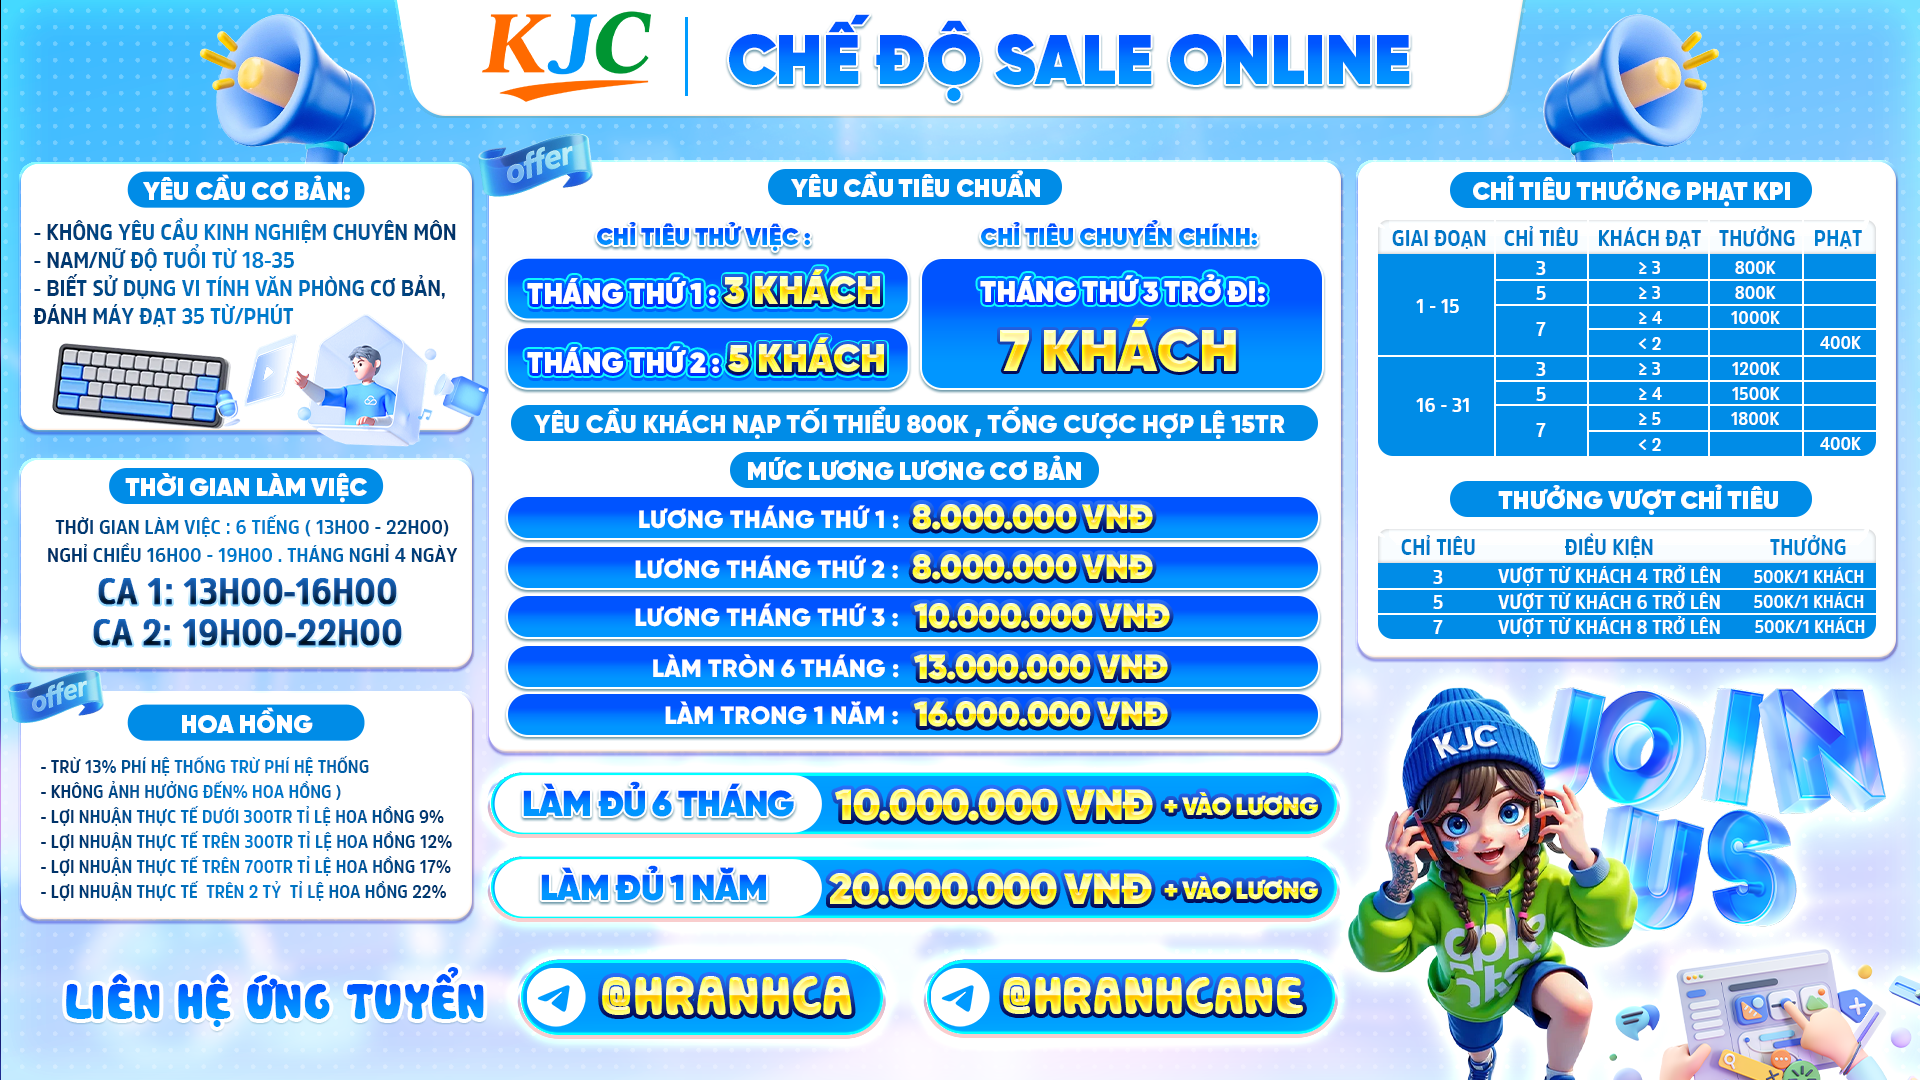 KJC
CHẾ ĐỘ SALE ONLINE
YÊU CẦU CƠ BẢN:
- KHÔNG YÊU CẦU KINH NGHIỆM CHUYÊN MÔN
- NAM/NỮ ĐỘ TUỔI TỪ 18-35
- BIẾT SỬ DỤNG VI TÍNH VĂN PHÒNG CƠ BẢN,
ĐÁNH MÁY ĐẠT 35 TỪ/PHÚT
THỜI GIAN LÀM VIỆC
THỜI GIAN LÀM VIỆC : 6 TIẾNG ( 13H00 - 22H00)
NGHỈ CHIỀU 16H00 - 19H00 . THÁNG NGHỈ 4 NGÀY
CA 1: 13H00-16H00
CA 2: 19H00-22H00
offer
HOA HỒNG
- TRỪ 13% PHÍ HỆ THỐNG TRỪ PHÍ HỆ THỐNG
- KHÔNG ẢNH HƯỞNG ĐẾN% HOA HỒNG )
- LỢI NHUẬN THỰC TẾ DƯỚI 300TR TỈ LỆ HOA HỒNG 9%
- LỢI NHUẬN THỰC TẾ TRÊN 300TR TỈ LỆ HOA HỒNG 12%
- LỢI NHUẬN THỰC TẾ TRÊN 700TR TỈ LỆ HOA HỒNG 17%
- LỢI NHUẬN THỰC TẾ TRÊN 2 TỶ TỈ LỆ HOA HỒNG 22%
offer
YÊU CẦU TIÊU CHUẨN
CHỈ TIÊU THỬ VIỆC :
THÁNG THỨ 1 : 3 KHÁCH
THÁNG THỨ 2 : 5 KHÁCH
CHỈ TIÊU CHUYỂN CHÍNH:
THÁNG THỨ 3 TRỞ ĐI:
7 KHÁCH
YÊU CẦU KHÁCH NẠP TỐI THIỂU 800K , TỔNG CƯỢC HỢP LỆ 15TR
MỨC LƯƠNG LƯƠNG CƠ BẢN
LƯƠNG THÁNG THỨ 1 : 8.000.000 VNĐ
LƯƠNG THÁNG THỨ 2 : 8.000.000 VNĐ
LƯƠNG THÁNG THỨ 3 : 10.000.000 VNĐ
LÀM TRÒN 6 THÁNG : 13.000.000 VNĐ
LÀM TRONG 1 NĂM : 16.000.000 VNĐ
LÀM ĐỦ 6 THÁNG 10.000.000 VNĐ + VÀO LƯƠNG
LÀM ĐỦ 1 NĂM 20.000.000 VNĐ + VÀO LƯƠNG
CHỈ TIÊU THƯỞNG PHẠT KPI
GIAI ĐOẠN CHỈ TIÊU KHÁCH ĐẠT THƯỞNG PHẠT
1 - 15 3 ≥ 3 800K
5 ≥ 3 800K
7 ≥ 4 1000K
< 2 400K
16 - 31 3 ≥ 3 1200K
5 ≥ 4 1500K
7 ≥ 5 1800K
< 2 400K
THƯỞNG VƯỢT CHỈ TIÊU
CHỈ TIÊU ĐIỀU KIỆN THƯỞNG
3 VƯỢT TỪ KHÁCH 4 TRỞ LÊN 500K/1 KHÁCH
5 VƯỢT TỪ KHÁCH 6 TRỞ LÊN 500K/1 KHÁCH
7 VƯỢT TỪ KHÁCH 8 TRỞ LÊN 500K/1 KHÁCH
JOIN
US
KJC
LIÊN HỆ ỨNG TUYỂN
@HRANHCA
@HRANHCANE